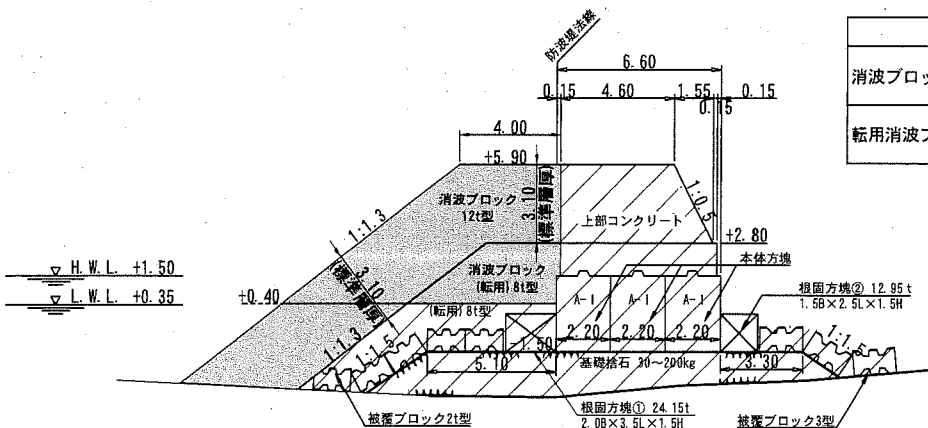 防波堤法線
6.60
0.15 4.60 1.55 0.15
0.15
4.00
+5.90
消波ブロック
12t型
3.10
(標準層厚)
上部コンクリート
1:0.5
1:1.3
+2.80
3.10
(標準層厚)
消波ブロック
(転用)8t型
本体方塊
H.W.L. +1.50
L.W.L. +0.35
+0.40
(転用)8t型
A-1 A-1 A-1
根固方塊② 12.95t
1.5B×2.5L×1.5H
2.20 2.20 2.20
1:1.3
1:1.5
-1.50
1:1.5
5.10
基礎捨石 30~200kg
3.30
被覆ブロック2t型
根固方塊① 24.15t
2.0B×3.5L×1.5H
被覆ブロック3型
消波ブロッ
転用消波ブ